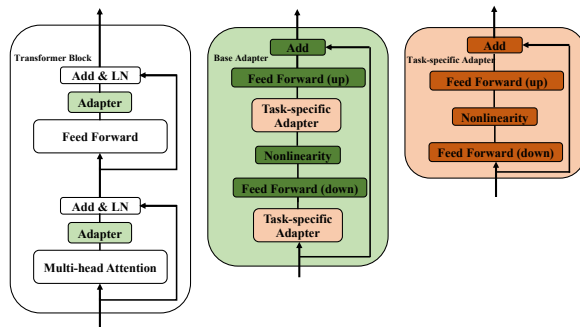 Transformer Block
Add & LN
Adapter
Feed Forward
Add & LN
Adapter
Multi-head Attention
Base Adapter
Add
Feed Forward (up)
Task-specific
Adapter
Nonlinearity
Feed Forward (down)
Task-specific
Adapter
Task-specific Adapter
Add
Feed Forward (up)
Nonlinearity
Feed Forward (down)